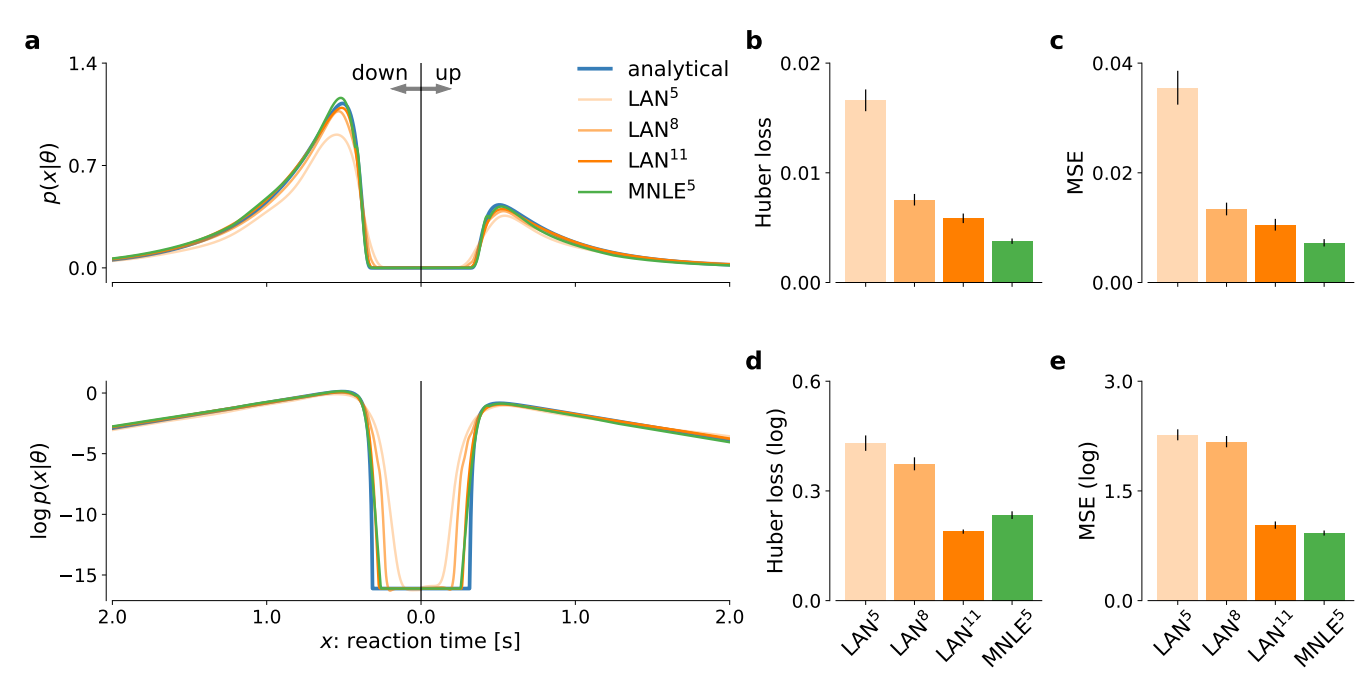 a
1.4
0.7
0.0
p(x|θ)
down
up
analytical
LAN⁵
LAN⁸
LAN¹¹
MNLE⁵
0
−5
−10
−15
log p(x|θ)
2.0
1.0
0.0
1.0
2.0
x: reaction time [s]
b
0.02
0.01
0.00
Huber loss
c
0.04
0.02
0.00
MSE
d
0.6
0.3
0.0
Huber loss (log)
LAN⁵
LAN⁸
LAN¹¹
MNLE⁵
e
3.0
1.5
0.0
MSE (log)
LAN⁵
LAN⁸
LAN¹¹
MNLE⁵